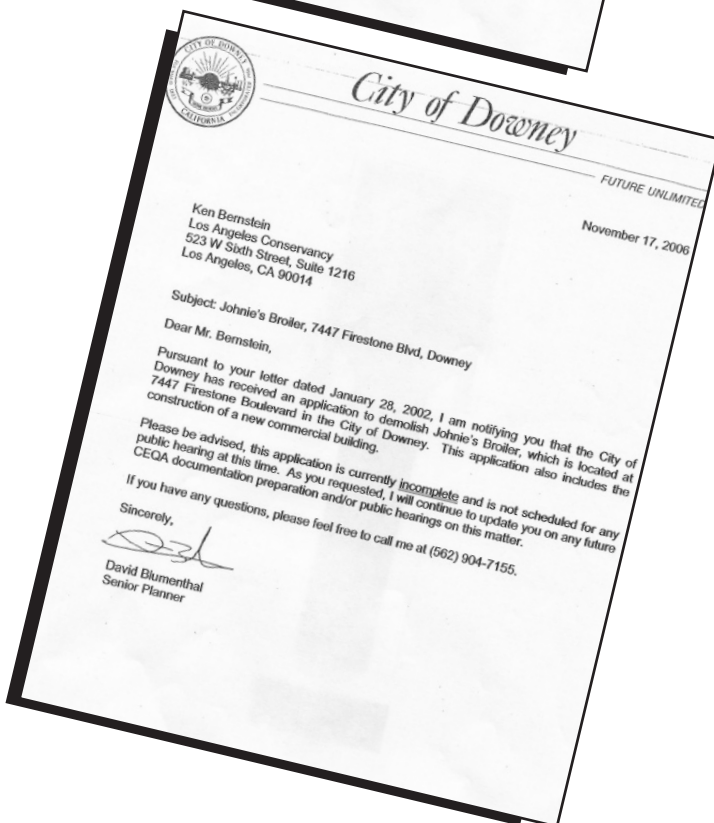 CITY OF DOWNEY
CALIFORNIA
City of Downey
FUTURE UNLIMITED
November 17, 2006
Ken Bernstein
Los Angeles Conservancy
523 W Sixth Street, Suite 1216
Los Angeles, CA 90014
Subject: Johnie's Broiler, 7447 Firestone Blvd, Downey
Dear Mr. Bernstein,
Pursuant to your letter dated January 28, 2002, I am notifying you that the City of
Downey has received an application to demolish Johnie's Broiler, which is located at
7447 Firestone Boulevard in the City of Downey. This application also includes the
construction of a new commercial building.
Please be advised, this application is currently incomplete and is not scheduled for any
public hearing at this time. As you requested, I will continue to update you on any future
CEQA documentation preparation and/or public hearings on this matter.
If you have any questions, please feel free to call me at (562) 904-7155.
Sincerely,
David Blumenthal
Senior Planner